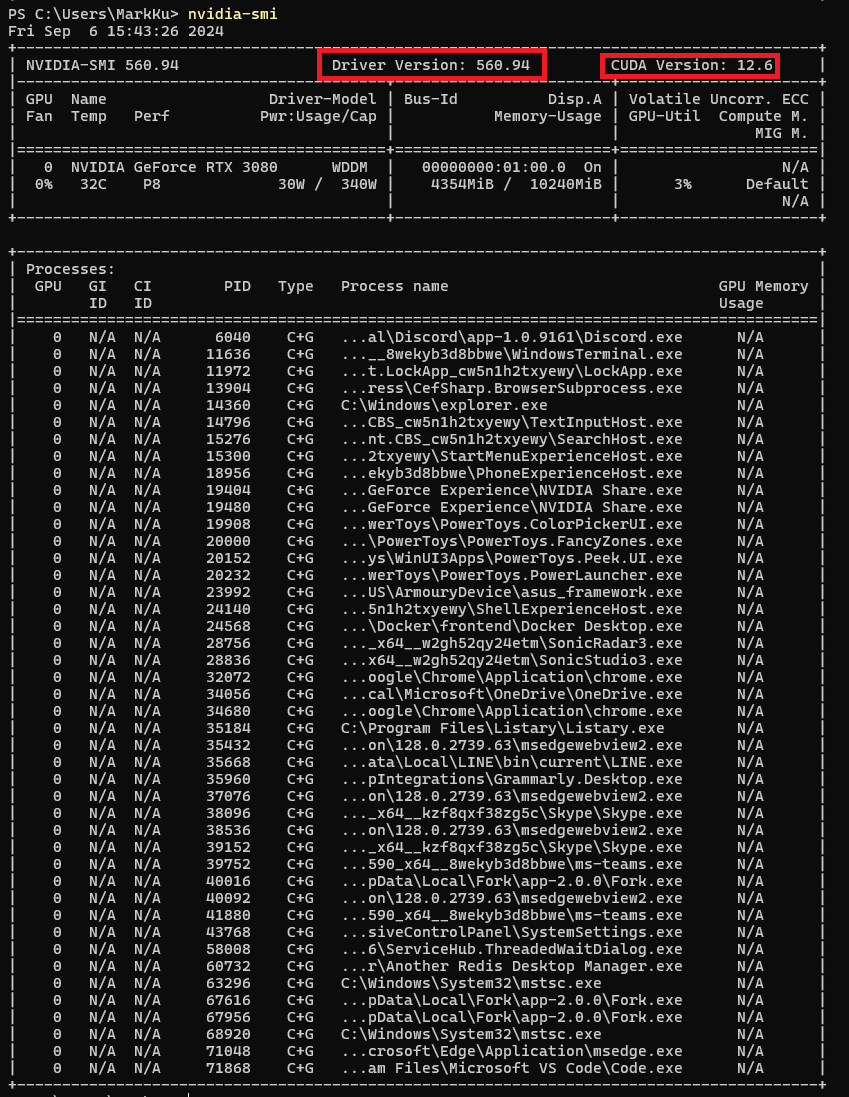 PS C:\Users\MarkKu> nvidia-smi
Fri Sep  6 15:43:26 2024
+-----------------------------------------------------------------------------------------+
| NVIDIA-SMI 560.94                 Driver Version: 560.94         CUDA Version: 12.6     |
|-----------------------------------------+------------------------+----------------------+
| GPU  Name                  Driver-Model | Bus-Id          Disp.A | Volatile Uncorr. ECC |
| Fan  Temp   Perf          Pwr:Usage/Cap |           Memory-Usage | GPU-Util  Compute M. |
|                                         |                        |               MIG M. |
|=========================================+========================+======================|
|   0  NVIDIA GeForce RTX 3080      WDDM  |   00000000:01:00.0  On |                  N/A |
|  0%   32C    P8             30W /  340W |    4354MiB /  10240MiB |      3%      Default |
|                                         |                        |                  N/A |
+-----------------------------------------+------------------------+----------------------+
+-----------------------------------------------------------------------------------------+
| Processes:                                                                              |
|  GPU   GI   CI        PID   Type   Process name                              GPU Memory |
|        ID   ID                                                               Usage      |
|=========================================================================================|
|    0   N/A  N/A      6040    C+G   ...al\Discord\app-1.0.9161\Discord.exe      N/A      |
|    0   N/A  N/A     11636    C+G   ...__8wekyb3d8bbwe\WindowsTerminal.exe      N/A      |
|    0   N/A  N/A     11972    C+G   ...t.LockApp_cw5n1h2txyewy\LockApp.exe      N/A      |
|    0   N/A  N/A     13904    C+G   ...ress\CefSharp.BrowserSubprocess.exe      N/A      |
|    0   N/A  N/A     14360    C+G   C:\Windows\explorer.exe                     N/A      |
|    0   N/A  N/A     14796    C+G   ...CBS_cw5n1h2txyewy\TextInputHost.exe      N/A      |
|    0   N/A  N/A     15276    C+G   ...nt.CBS_cw5n1h2txyewy\SearchHost.exe      N/A      |
|    0   N/A  N/A     15300    C+G   ...2txyewy\StartMenuExperienceHost.exe      N/A      |
|    0   N/A  N/A     18956    C+G   ...ekyb3d8bbwe\PhoneExperienceHost.exe      N/A      |
|    0   N/A  N/A     19404    C+G   ...GeForce Experience\NVIDIA Share.exe      N/A      |
|    0   N/A  N/A     19480    C+G   ...GeForce Experience\NVIDIA Share.exe      N/A      |
|    0   N/A  N/A     19908    C+G   ...werToys\PowerToys.ColorPickerUI.exe      N/A      |
|    0   N/A  N/A     20000    C+G   ...\PowerToys\PowerToys.FancyZones.exe      N/A      |
|    0   N/A  N/A     20152    C+G   ...ys\WinUI3Apps\PowerToys.Peek.UI.exe      N/A      |
|    0   N/A  N/A     20232    C+G   ...werToys\PowerToys.PowerLauncher.exe      N/A      |
|    0   N/A  N/A     23992    C+G   ...US\ArmouryDevice\asus_framework.exe      N/A      |
|    0   N/A  N/A     24140    C+G   ...5n1h2txyewy\ShellExperienceHost.exe      N/A      |
|    0   N/A  N/A     24568    C+G   ...\Docker\frontend\Docker Desktop.exe      N/A      |
|    0   N/A  N/A     28756    C+G   ..._x64__w2gh52qy24etm\SonicRadar3.exe      N/A      |
|    0   N/A  N/A     28836    C+G   ...x64__w2gh52qy24etm\SonicStudio3.exe      N/A      |
|    0   N/A  N/A     32072    C+G   ...oogle\Chrome\Application\chrome.exe      N/A      |
|    0   N/A  N/A     34056    C+G   ...cal\Microsoft\OneDrive\OneDrive.exe      N/A      |
|    0   N/A  N/A     34680    C+G   ...oogle\Chrome\Application\chrome.exe      N/A      |
|    0   N/A  N/A     35184    C+G   C:\Program Files\Listary\Listary.exe        N/A      |
|    0   N/A  N/A     35432    C+G   ...on\128.0.2739.63\msedgewebview2.exe      N/A      |
|    0   N/A  N/A     35668    C+G   ...ata\Local\LINE\bin\current\LINE.exe      N/A      |
|    0   N/A  N/A     35960    C+G   ...pIntegrations\Grammarly.Desktop.exe      N/A      |
|    0   N/A  N/A     37076    C+G   ...on\128.0.2739.63\msedgewebview2.exe      N/A      |
|    0   N/A  N/A     38096    C+G   ..._x64__kzf8qxf38zg5c\Skype\Skype.exe      N/A      |
|    0   N/A  N/A     38536    C+G   ...on\128.0.2739.63\msedgewebview2.exe      N/A      |
|    0   N/A  N/A     39152    C+G   ..._x64__kzf8qxf38zg5c\Skype\Skype.exe      N/A      |
|    0   N/A  N/A     39752    C+G   ...590_x64__8wekyb3d8bbwe\ms-teams.exe      N/A      |
|    0   N/A  N/A     40016    C+G   ...pData\Local\Fork\app-2.0.0\Fork.exe      N/A      |
|    0   N/A  N/A     40092    C+G   ...on\128.0.2739.63\msedgewebview2.exe      N/A      |
|    0   N/A  N/A     41880    C+G   ...590_x64__8wekyb3d8bbwe\ms-teams.exe      N/A      |
|    0   N/A  N/A     43768    C+G   ...siveControlPanel\SystemSettings.exe      N/A      |
|    0   N/A  N/A     58008    C+G   ...6\ServiceHub.ThreadedWaitDialog.exe      N/A      |
|    0   N/A  N/A     60732    C+G   ...r\Another Redis Desktop Manager.exe      N/A      |
|    0   N/A  N/A     63296    C+G   C:\Windows\System32\mstsc.exe               N/A      |
|    0   N/A  N/A     67616    C+G   ...pData\Local\Fork\app-2.0.0\Fork.exe      N/A      |
|    0   N/A  N/A     67956    C+G   ...pData\Local\Fork\app-2.0.0\Fork.exe      N/A      |
|    0   N/A  N/A     68920    C+G   C:\Windows\System32\mstsc.exe               N/A      |
|    0   N/A  N/A     71048    C+G   ...crosoft\Edge\Application\msedge.exe      N/A      |
|    0   N/A  N/A     71868    C+G   ...am Files\Microsoft VS Code\Code.exe      N/A      |
+-----------------------------------------------------------------------------------------+